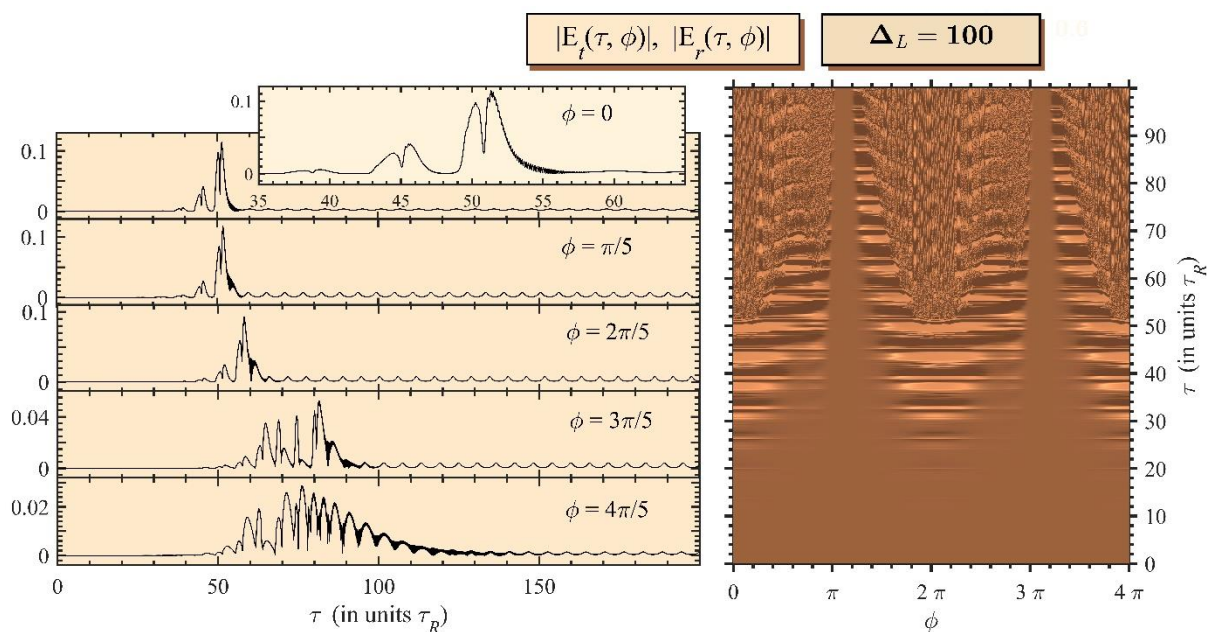 |E_t(τ, ϕ)|, |E_r(τ, ϕ)|
Δ_L = 100
0.1
0
ϕ = 0
35 40 45 50 55 60
0.1
0
0.1
0
ϕ = π/5
0.1
0
ϕ = 2π/5
0.04
0
ϕ = 3π/5
0.02
0
ϕ = 4π/5
0 50 100 150
τ (in units τ_R)
90
80
70
60
50
40
30
20
10
0
τ (in units τ_R)
0 π 2 π 3 π 4 π
ϕ